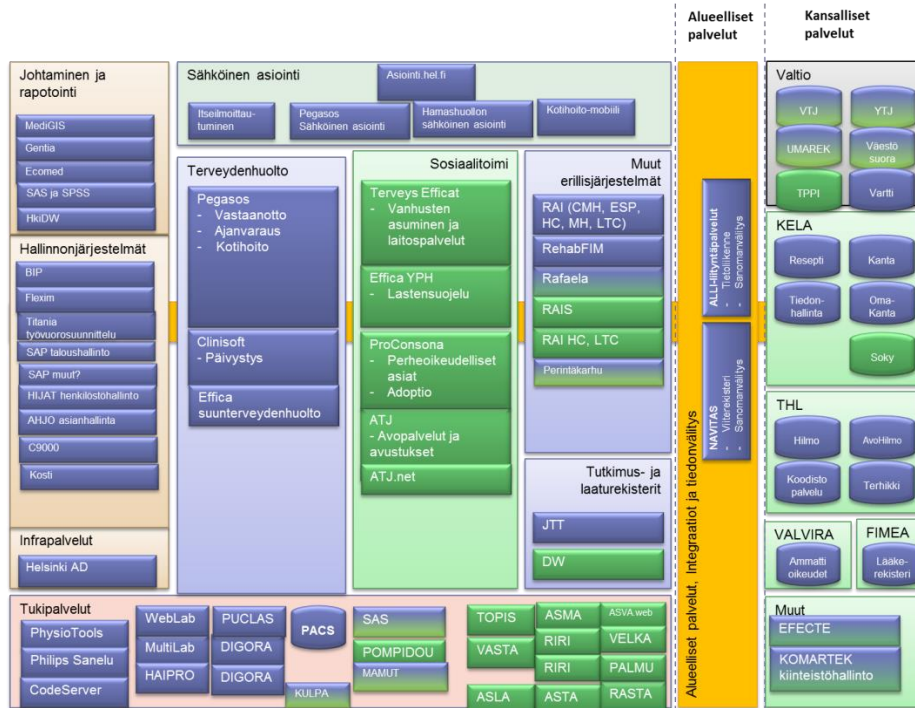 Alueelliset
palvelut
Kansalliset
palvelut
Johtaminen ja
rapotointi
MediGIS
Gentia
Ecomed
SAS ja SPSS
HkiDW
Hallinnonjärjestelmät
BIP
Flexim
Titania
työvuorosuunnittelu
SAP taloushallinto
SAP muut?
HIJAT henkilöstöhallinto
AHJO asianhallinta
C9000
Kosti
Infrapalvelut
Helsinki AD
Sähköinen asiointi
Asiointi.hel.fi
Itseilmoittau-
tuminen
Pegasos
Sähköinen asiointi
Hamashuollon
sähköinen asiointi
Kotihoito-mobiili
Terveydenhuolto
Pegasos
- Vastaanotto
- Ajanvaraus
- Kotihoito
Clinisoft
- Päivystys
Effica
suunterveydenhuolto
Sosiaalitoimi
Terveys Efficat
- Vanhusten
asuminen ja
laitospalvelut
Effica YPH
- Lastensuojelu
ProConsona
- Perheoikeudelliset
asiat
- Adoptio
ATJ
- Avopalvelut ja
avustukset
ATJ.net
Muut
erillisjärjestelmät
RAI (CMH, ESP,
HC, MH, LTC)
RehabFIM
Rafaela
RAIS
RAI HC, LTC
Perintäkarhu
Tutkimus- ja
laaturekisterit
JTT
DW
Tukipalvelut
PhysioTools
Philips Sanelu
CodeServer
WebLab
MultiLab
HAIPRO
PUCLAS
DIGORA
DIGORA
PACS
KULPA
SAS
POMPIDOU
MAMUT
TOPIS
VASTA
ASLA
ASMA
RIRI
RIRI
ASTA
ASVA web
VELKA
PALMU
RASTA
Alueelliset palvelut, Integraatiot ja tiedonvälitys
ALLI-liityntäpalvelut
- Tietoliikenne
- Sanomanvälitys
NAVITAS
- Viiterekisteri
- Sanomanvälitys
Valtio
VTJ
YTJ
UMAREK
Väestö
suora
TPPI
Vartti
KELA
Resepti
Kanta
Tiedon-
hallinta
Oma-
Kanta
Soky
THL
Hilmo
AvoHilmo
Koodisto
palvelu
Terhikki
VALVIRA
Ammatti
oikeudet
FIMEA
Lääke-
rekisteri
Muut
EFECTE
KOMARTEK
kiinteistöhallinto